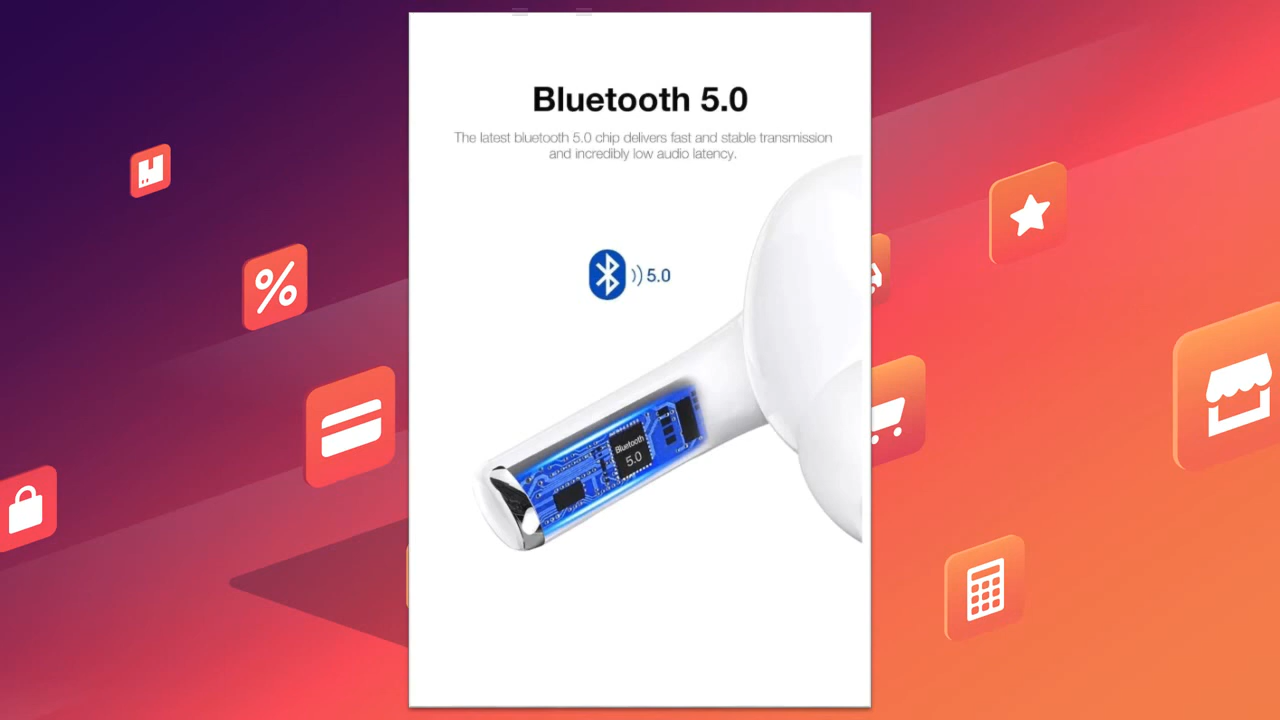 Bluetooth 5.0
The latest bluetooth 5.0 chip delivers fast and stable transmission
and incredibly low audio latency.
5.0
Bluetooth
5.0